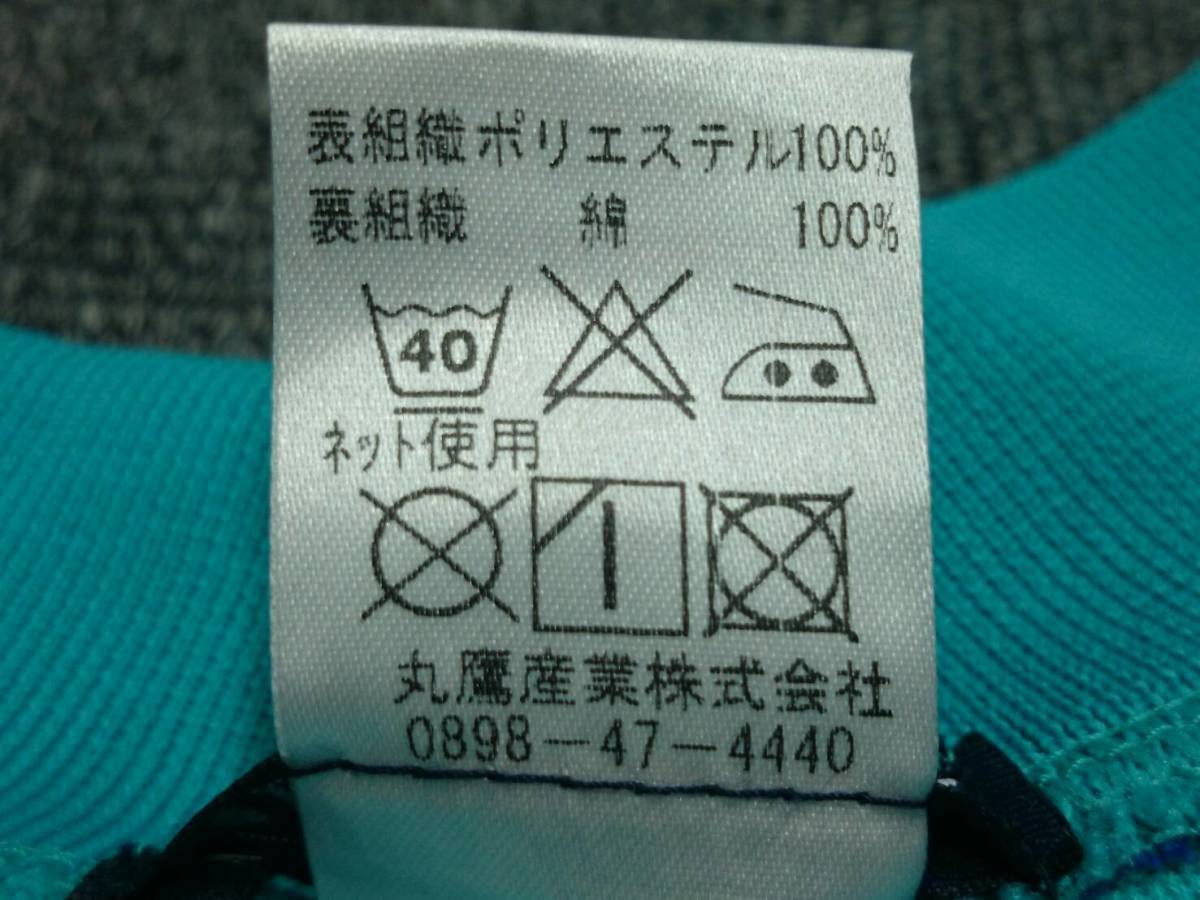 表組織ポリエステル100%
裏組織 綿 100%
40
ネット使用
丸鷹産業株式会社
0898-47-4440